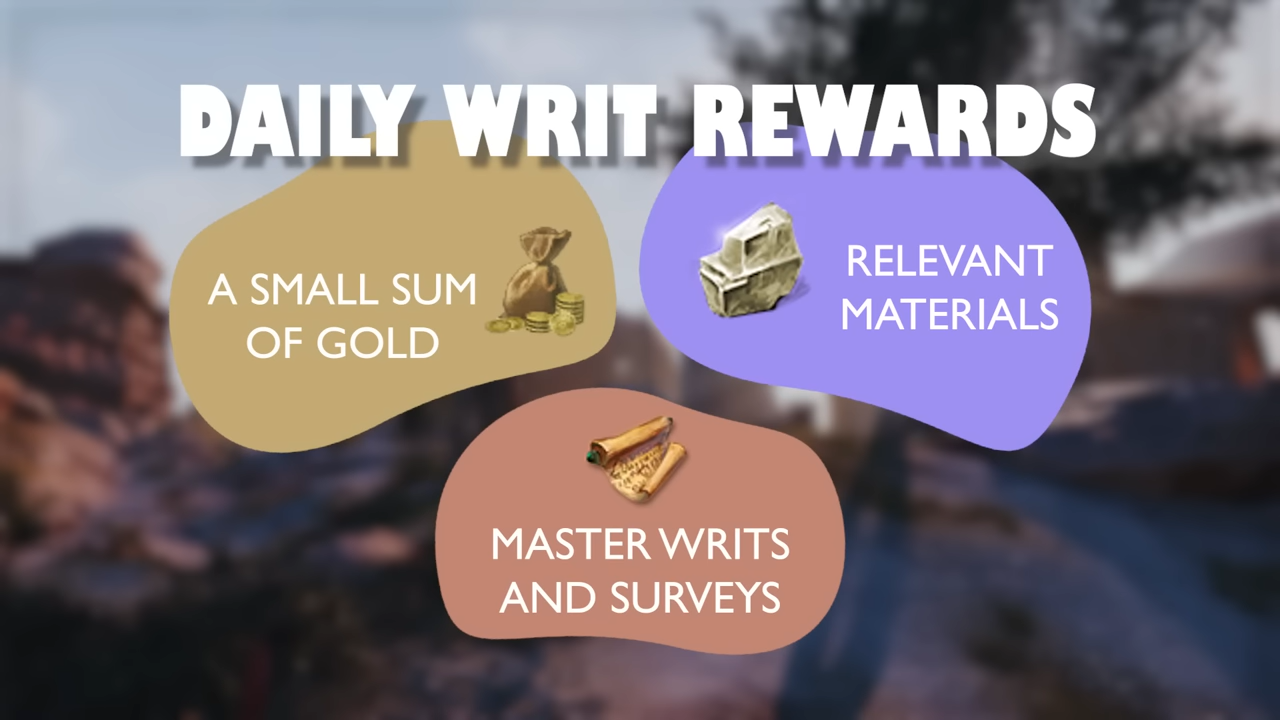 DAILY WRIT REWARDS
A SMALL SUM
OF GOLD
RELEVANT
MATERIALS
MASTER WRITS
AND SURVEYS